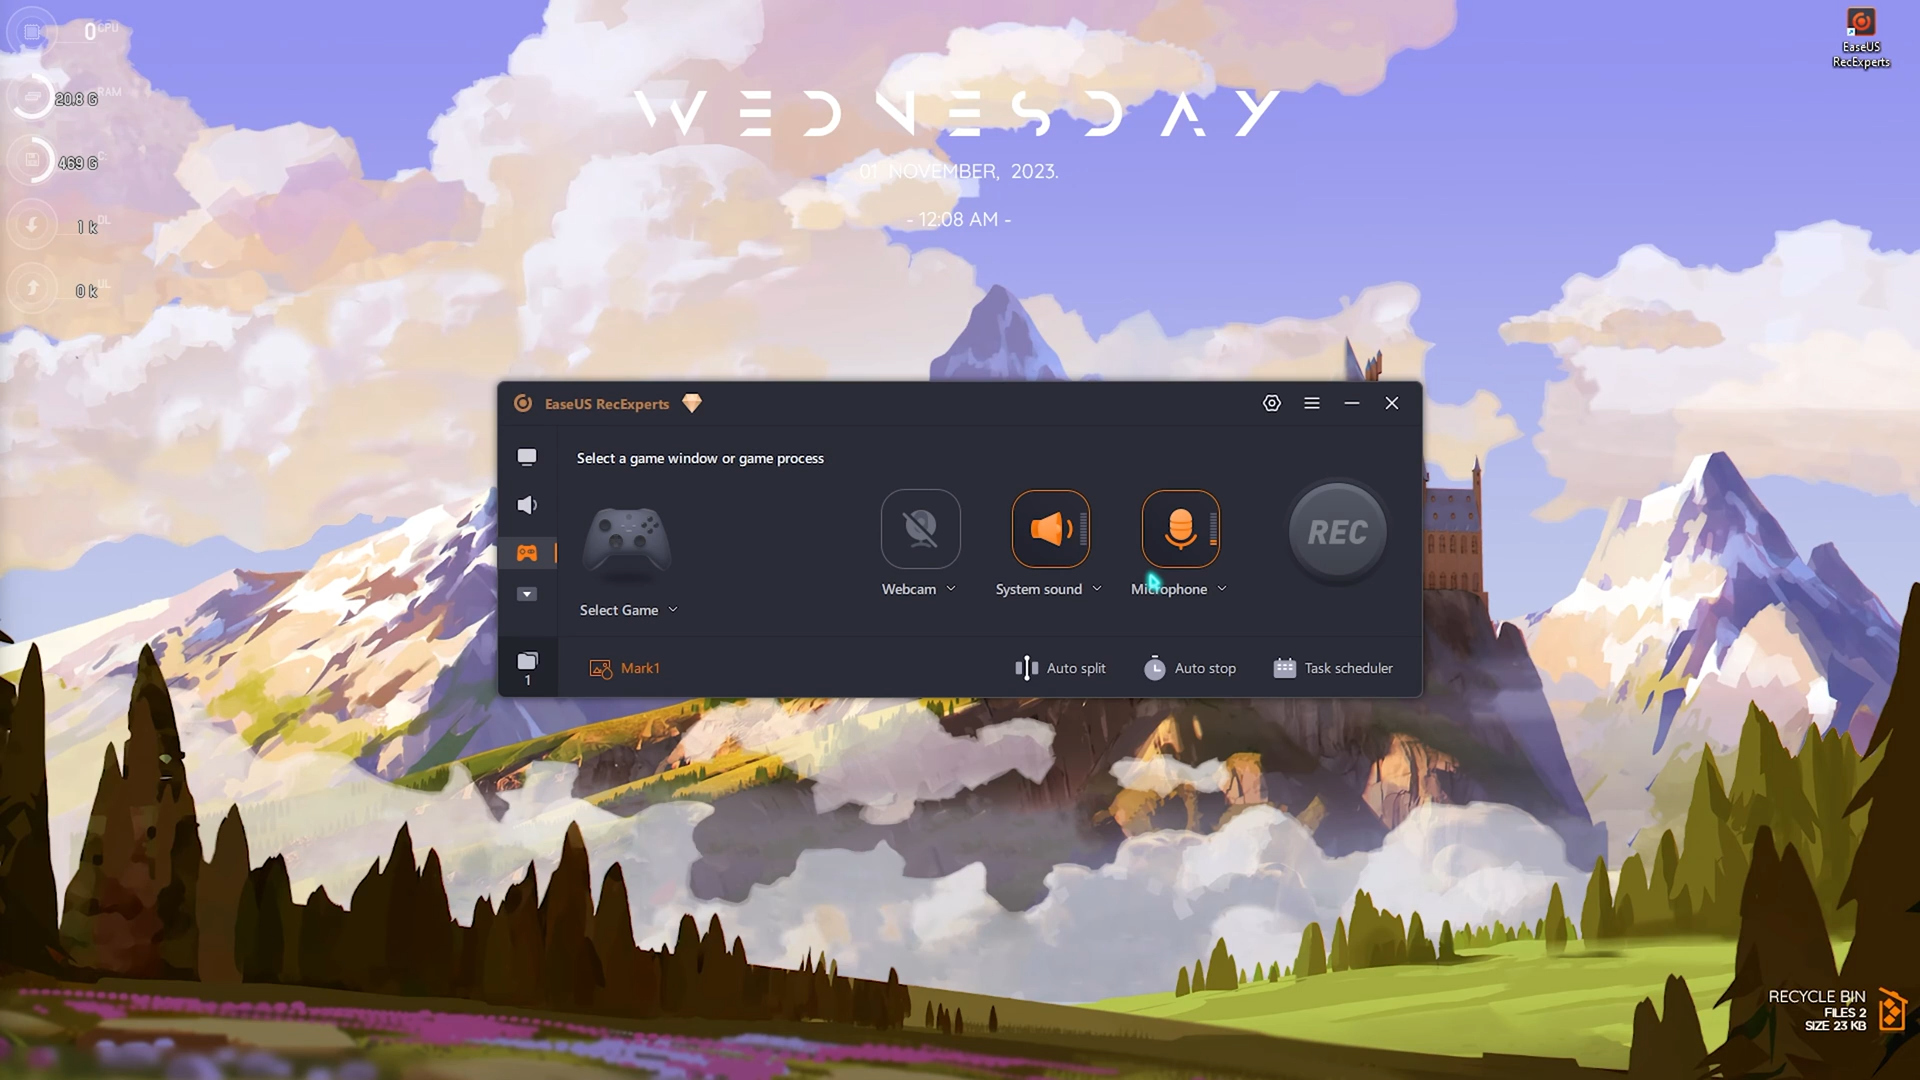 0 CPU
20.8 G RAM
469 G C:
1 k DL
0 k UL
EaseUS
RecExperts
WEDNESDAY
01 NOVEMBER, 2023.
- 12:08 AM -
EaseUS RecExperts
Select a game window or game process
REC
Webcam
System sound
Microphone
Select Game
1
Mark1
Auto split
Auto stop
Task scheduler
RECYCLE BIN
FILES 2
SIZE 23 KB